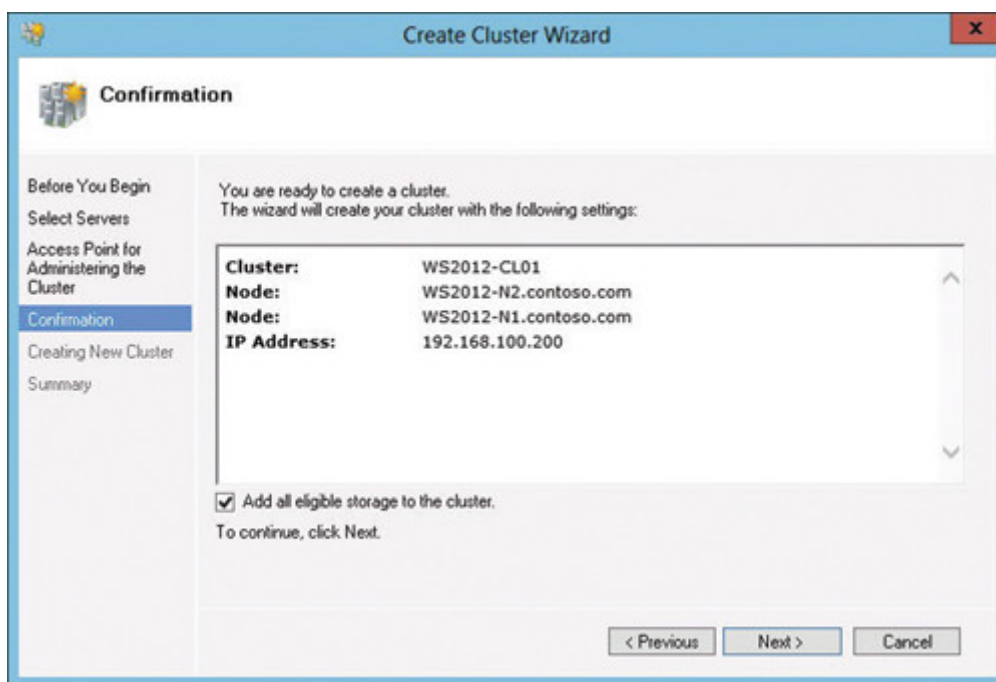 Create Cluster Wizard
x
Confirmation
Before You Begin
Select Servers
Access Point for
Administering the
Cluster
Confirmation
Creating New Cluster
Summary
You are ready to create a cluster.
The wizard will create your cluster with the following settings:
Cluster: WS2012-CL01
Node: WS2012-N2.contoso.com
Node: WS2012-N1.contoso.com
IP Address: 192.168.100.200
Add all eligible storage to the cluster.
To continue, click Next.
< Previous Next > Cancel